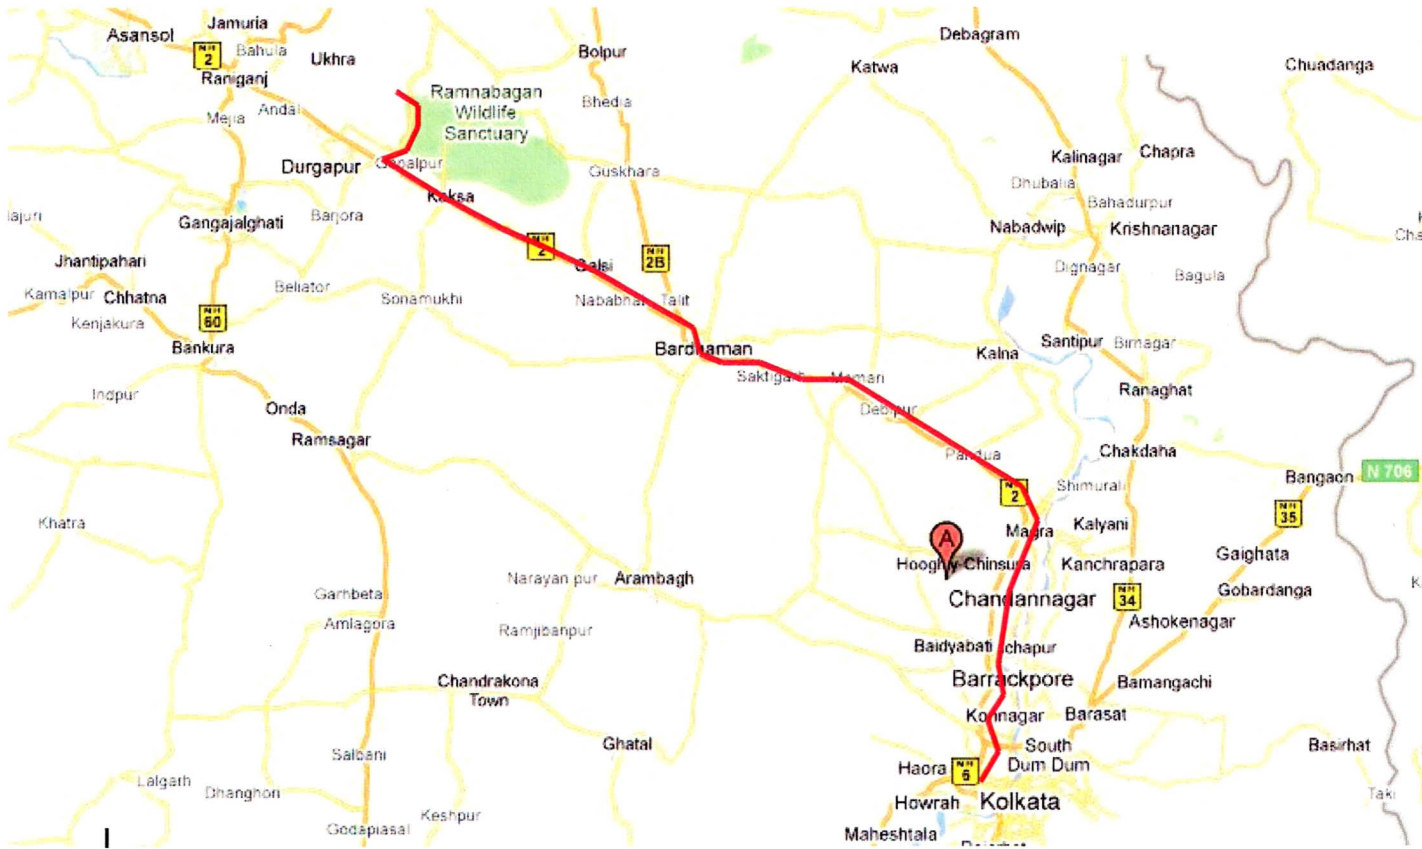 Jamuria
Debagram
Asansol
NH
2
Bahula
Ukhra
Bolpur
Chuadanga
Katwa
Raniganj
Ramnabagan
Wildlife
Sanctuary
Andal
Bhedia
Mejia
Kalinagar
Chapra
Durgapur
Gopalpur
Guskhara
Dhubalia
Kaksa
Bahadurpur
Barjora
Gangajalghati
Nabadwip
Krishnanagar
NH
2
NH
2B
Jhantipahari
Galsi
Dignagar
Bagula
Kamalpur
Chhatna
Beliator
Sonamukhi
Talit
Kenjakura
NH
60
Bankura
Santipur
Birnagar
Kalna
Saktigarh
Memari
Indpur
Ranaghat
Onda
Debipur
Ramsagar
Chakdaha
Pandua
N 706
Bangaon
NH
2
Shimurali
NH
35
Khatra
Magra
Kalyani
A
Gaighata
Hooghly-Chinsura
Kanchrapara
Narayan pur
Arambagh
Garhbeta
Chandannagar
NH
34
Gobardanga
Amlagora
Ramjibanpur
Ashokenagar
Baidyabati
chapur
Chandrakona
Town
Barrackpore
Bamangachi
Konnagar
Barasat
Ghatal
South
Dum Dum
Basirhat
Salbani
Haora
NH
6
Lalgarh
Dhanghori
Howrah
Kolkata
Taki
Keshpur
Godapiasal
Maheshtala